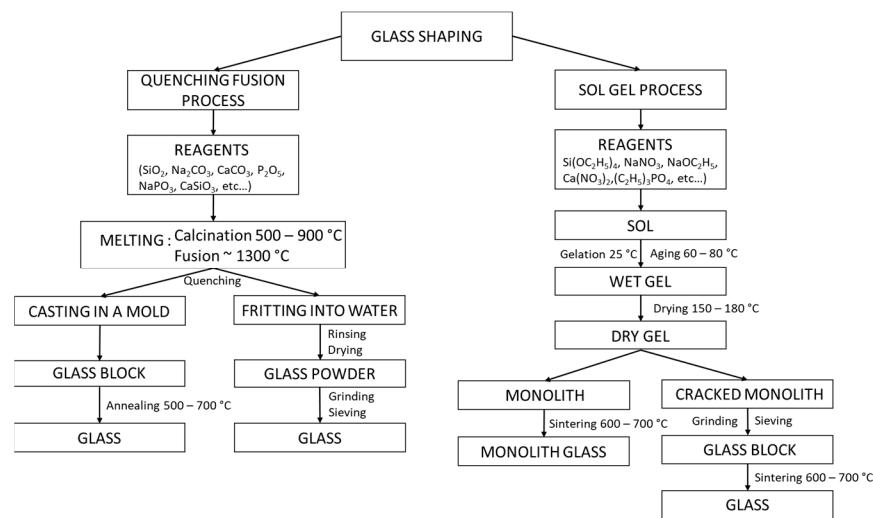 GLASS SHAPING
QUENCHING FUSION
PROCESS
REAGENTS
(SiO₂, Na₂CO₃, CaCO₃, P₂O₅,
NaPO₃, CaSiO₃, etc…)
MELTING : Calcination 500 – 900 °C
Fusion ~ 1300 °C
Quenching
CASTING IN A MOLD
GLASS BLOCK
Annealing 500 – 700 °C
GLASS
FRITTING INTO WATER
Rinsing
Drying
GLASS POWDER
Grinding
Sieving
GLASS
SOL GEL PROCESS
REAGENTS
Si(OC₂H₅)₄, NaNO₃, NaOC₂H₅,
Ca(NO₃)₂,(C₂H₅)₃PO₄, etc…)
SOL
Gelation 25 °C Aging 60 – 80 °C
WET GEL
Drying 150 – 180 °C
DRY GEL
MONOLITH
Sintering 600 – 700 °C
MONOLITH GLASS
CRACKED MONOLITH
Grinding Sieving
GLASS BLOCK
Sintering 600 – 700 °C
GLASS